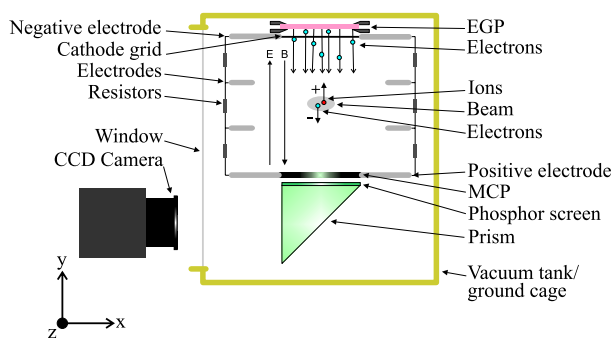 Negative electrode
Cathode grid
Electrodes
Resistors
Window
CCD Camera
E B
+
-
EGP
Electrons
Ions
Beam
Electrons
Positive electrode
MCP
Phosphor screen
Prism
Vacuum tank/
ground cage
y
z
x